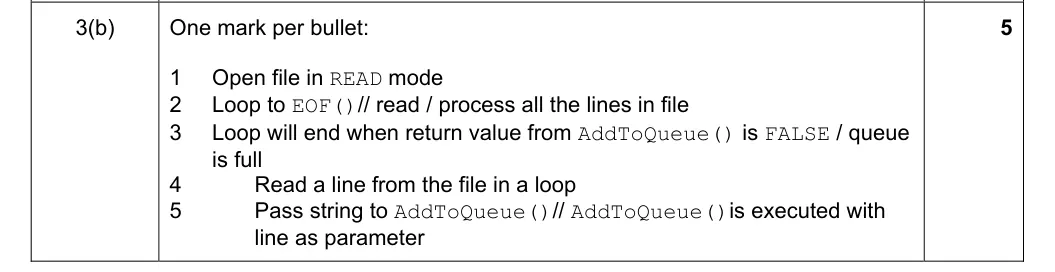 3(b) One mark per bullet: 5
1 Open file in READ mode
2 Loop to EOF()// read / process all the lines in file
3 Loop will end when return value from AddToQueue() is FALSE / queue
is full
4 Read a line from the file in a loop
5 Pass string to AddToQueue()// AddToQueue()is executed with
line as parameter